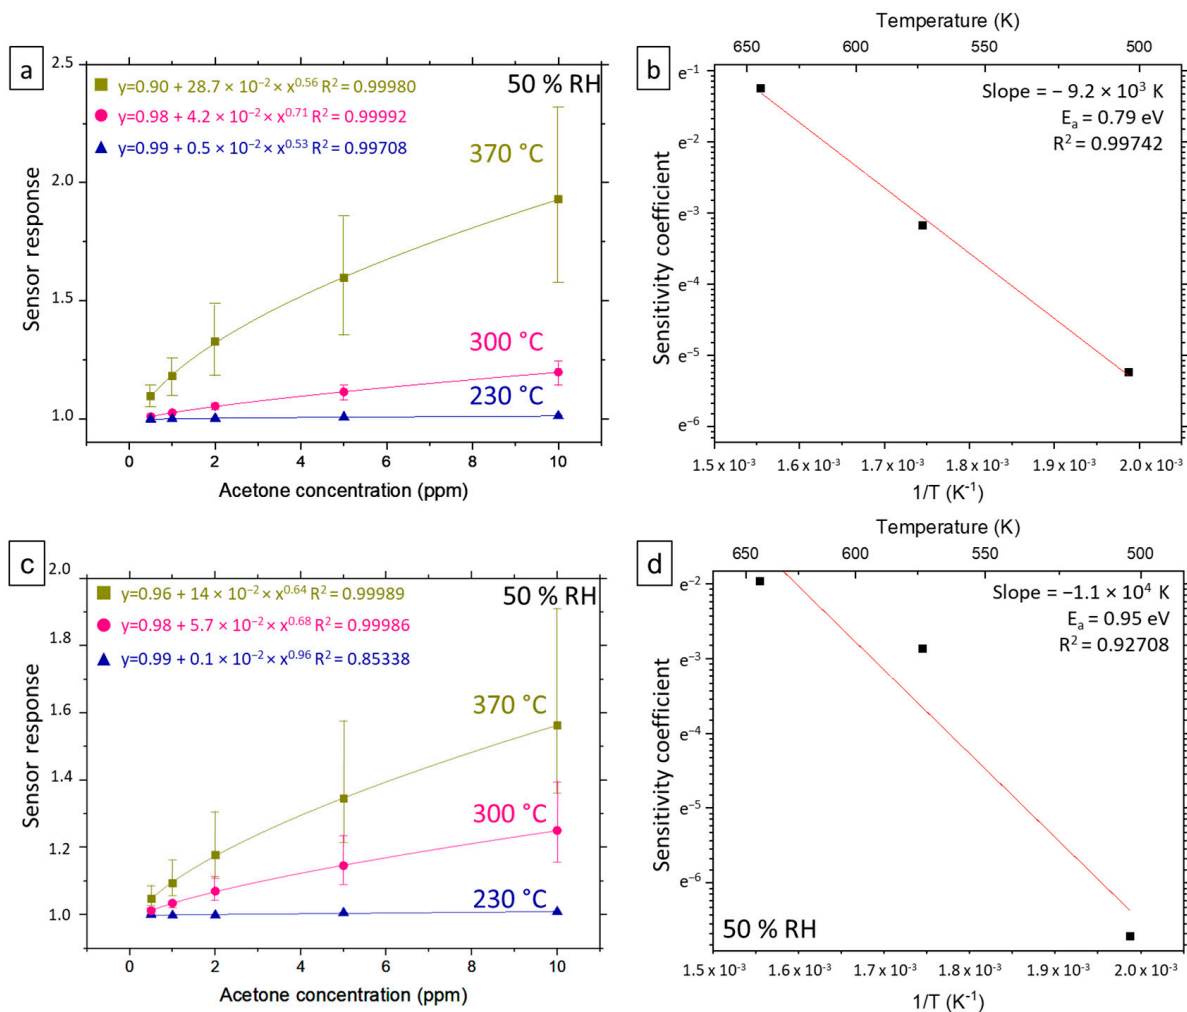 a
2.5
2.0
1.5
1.0
Sensor response
y=0.90 + 28.7 × 10⁻² × x^0.56 R² = 0.99980
y=0.98 + 4.2 × 10⁻² × x^0.71 R² = 0.99992
y=0.99 + 0.5 × 10⁻² × x^0.53 R² = 0.99708
50 % RH
370 °C
300 °C
230 °C
0 2 4 6 8 10
Acetone concentration (ppm)
b
Temperature (K)
650 600 550 500
e⁻¹
e⁻²
e⁻³
e⁻⁴
e⁻⁵
e⁻⁶
Sensitivity coefficient
Slope = − 9.2 × 10³ K
Eₐ = 0.79 eV
R² = 0.99742
1.5 x 10⁻³ 1.6 x 10⁻³ 1.7 x 10⁻³ 1.8 x 10⁻³ 1.9 x 10⁻³ 2.0 x 10⁻³
1/T (K⁻¹)
c
2.0
1.8
1.6
1.4
1.2
1.0
Sensor response
y=0.96 + 14 × 10⁻² × x^0.64 R² = 0.99989
y=0.98 + 5.7 × 10⁻² × x^0.68 R² = 0.99986
y=0.99 + 0.1 × 10⁻² × x^0.96 R² = 0.85338
50 % RH
370 °C
300 °C
230 °C
0 2 4 6 8 10
Acetone concentration (ppm)
d
Temperature (K)
650 600 550 500
e⁻²
e⁻³
e⁻⁴
e⁻⁵
e⁻⁶
Sensitivity coefficient
Slope = −1.1 × 10⁴ K
Eₐ = 0.95 eV
R² = 0.92708
50 % RH
1.5 x 10⁻³ 1.6 x 10⁻³ 1.7 x 10⁻³ 1.8 x 10⁻³ 1.9 x 10⁻³ 2.0 x 10⁻³
1/T (K⁻¹)